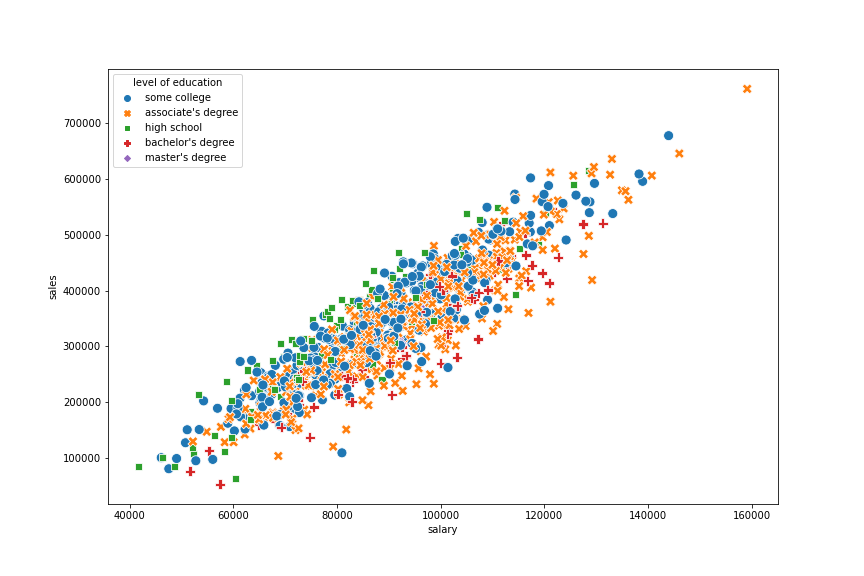 level of education
some college
associate's degree
high school
bachelor's degree
master's degree
700000
600000
500000
400000
300000
200000
100000
sales
40000 60000 80000 100000 120000 140000 160000
salary